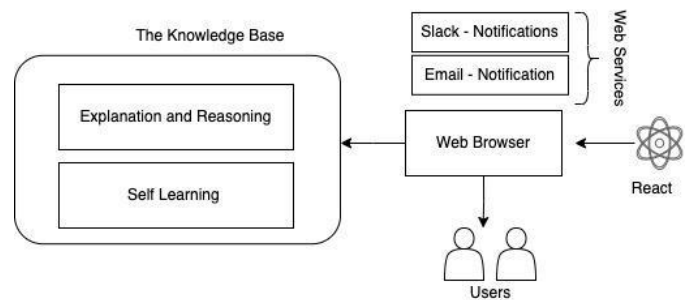 The Knowledge Base
Explanation and Reasoning
Self Learning
Slack - Notifications
Email - Notification
Web Services
Web Browser
React
Users